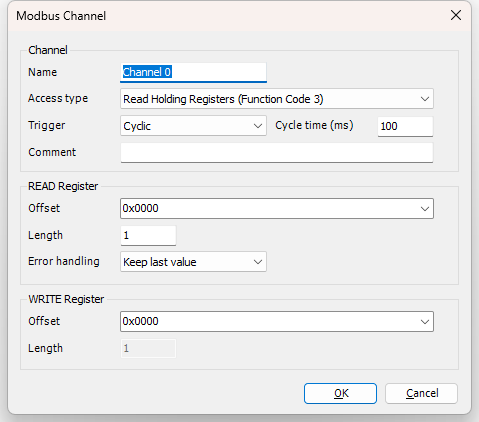 Modbus Channel
Channel
Name Channel 0
Access type Read Holding Registers (Function Code 3)
Trigger Cyclic Cycle time (ms) 100
Comment
READ Register
Offset 0x0000
Length 1
Error handling Keep last value
WRITE Register
Offset 0x0000
Length 1
OK Cancel